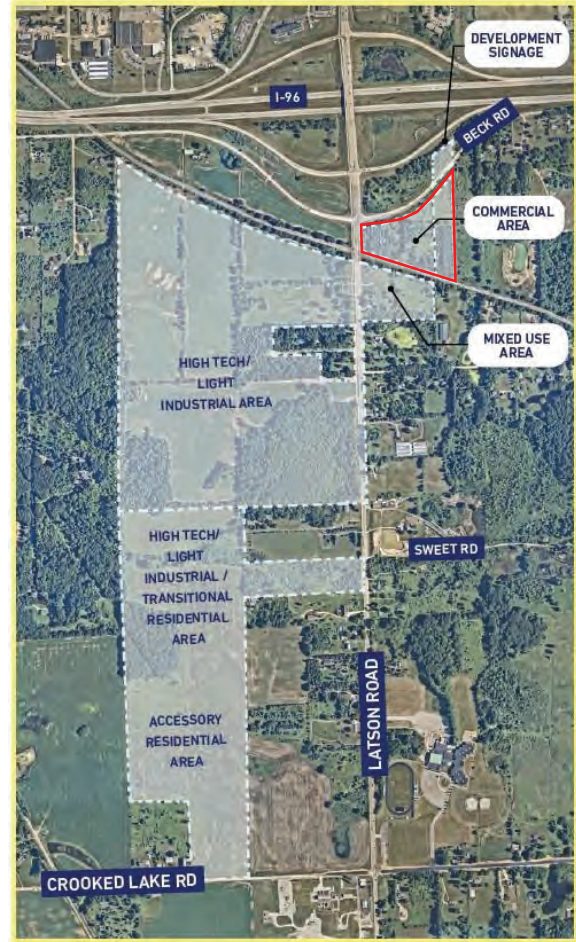 DEVELOPMENT
SIGNAGE
I-96
BECK RD
COMMERCIAL
AREA
MIXED USE
AREA
HIGH TECH/
LIGHT
INDUSTRIAL AREA
HIGH TECH/
LIGHT
INDUSTRIAL /
TRANSITIONAL
RESIDENTIAL
AREA
SWEET RD
LATSON ROAD
ACCESSORY
RESIDENTIAL
AREA
CROOKED LAKE RD